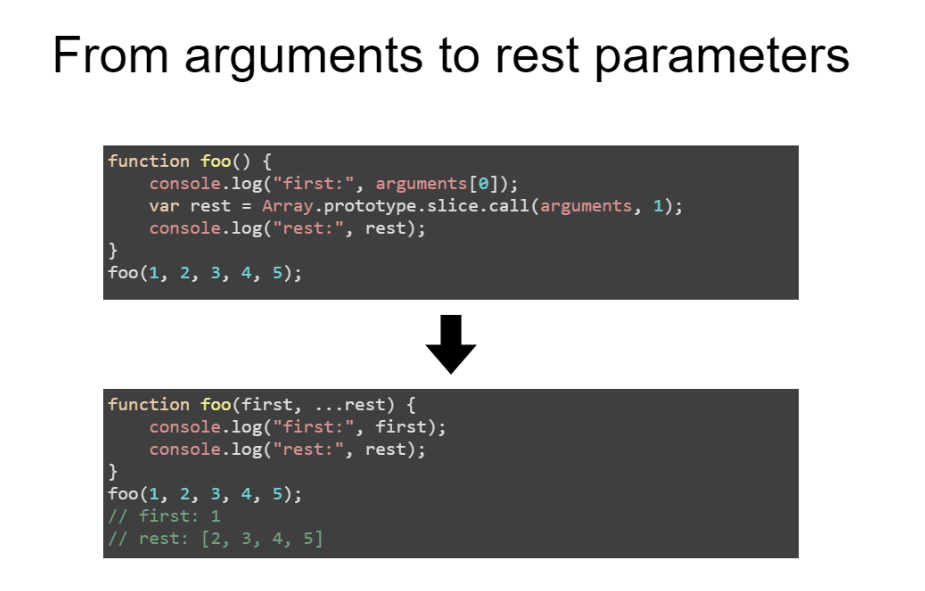 From arguments to rest parameters
function foo() {
    console.log("first:", arguments[0]);
    var rest = Array.prototype.slice.call(arguments, 1);
    console.log("rest:", rest);
}
foo(1, 2, 3, 4, 5);
function foo(first, ...rest) {
    console.log("first:", first);
    console.log("rest:", rest);
}
foo(1, 2, 3, 4, 5);
// first: 1
// rest: [2, 3, 4, 5]